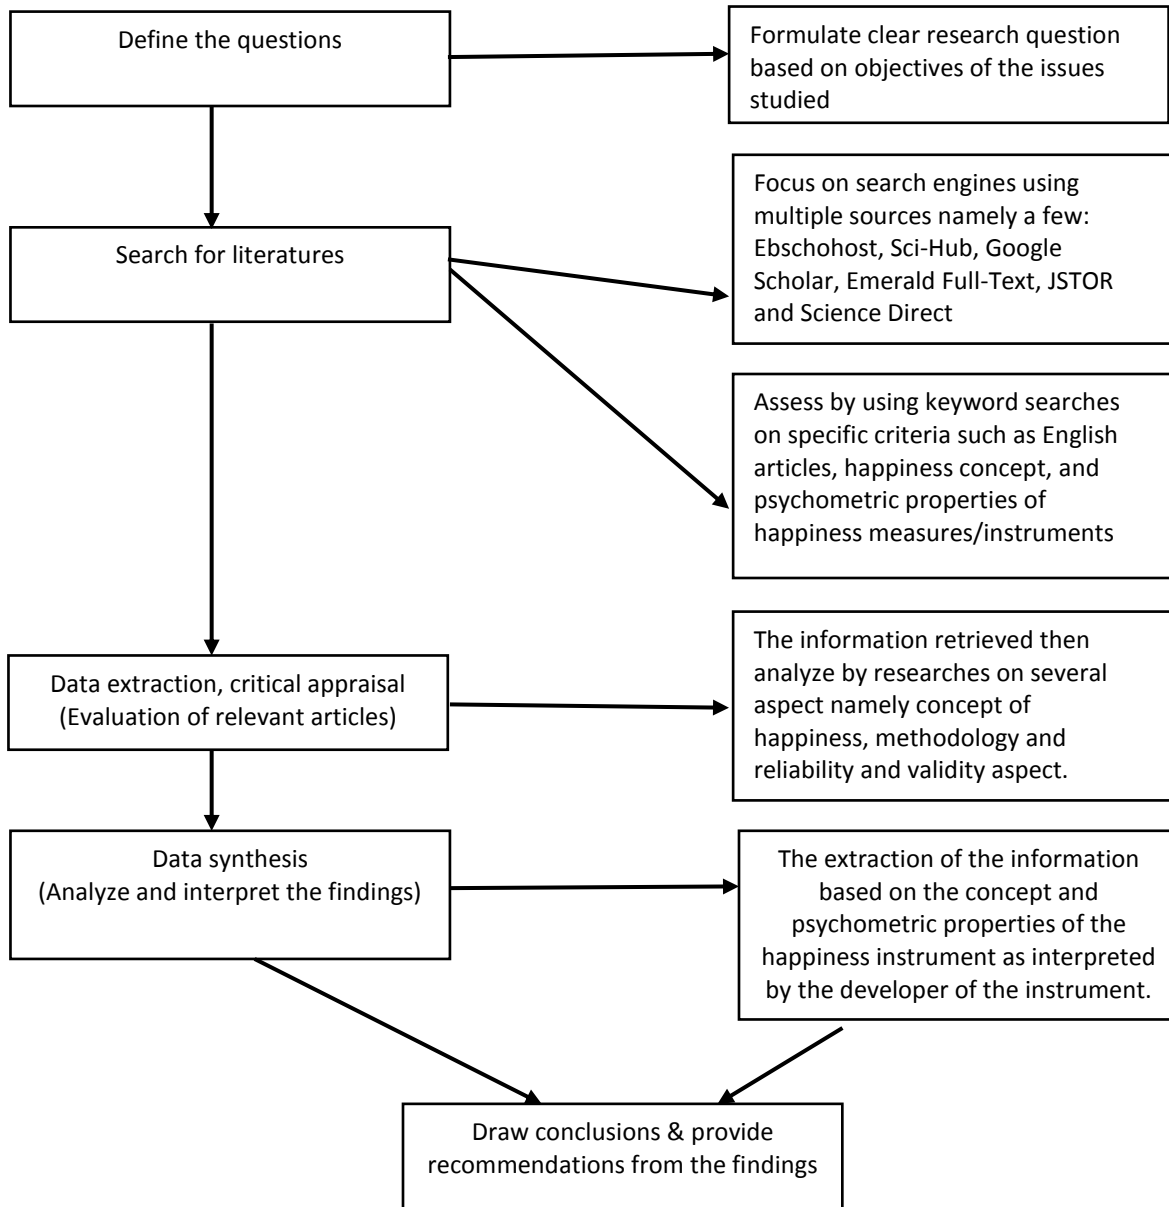 Define the questions
Formulate clear research question
based on objectives of the issues
studied
Search for literatures
Focus on search engines using
multiple sources namely a few:
Ebschohost, Sci-Hub, Google
Scholar, Emerald Full-Text, JSTOR
and Science Direct
Assess by using keyword searches
on specific criteria such as English
articles, happiness concept, and
psychometric properties of
happiness measures/instruments
Data extraction, critical appraisal
(Evaluation of relevant articles)
The information retrieved then
analyze by researches on several
aspect namely concept of
happiness, methodology and
reliability and validity aspect.
Data synthesis
(Analyze and interpret the findings)
The extraction of the information
based on the concept and
psychometric properties of the
happiness instrument as interpreted
by the developer of the instrument.
Draw conclusions & provide
recommendations from the findings